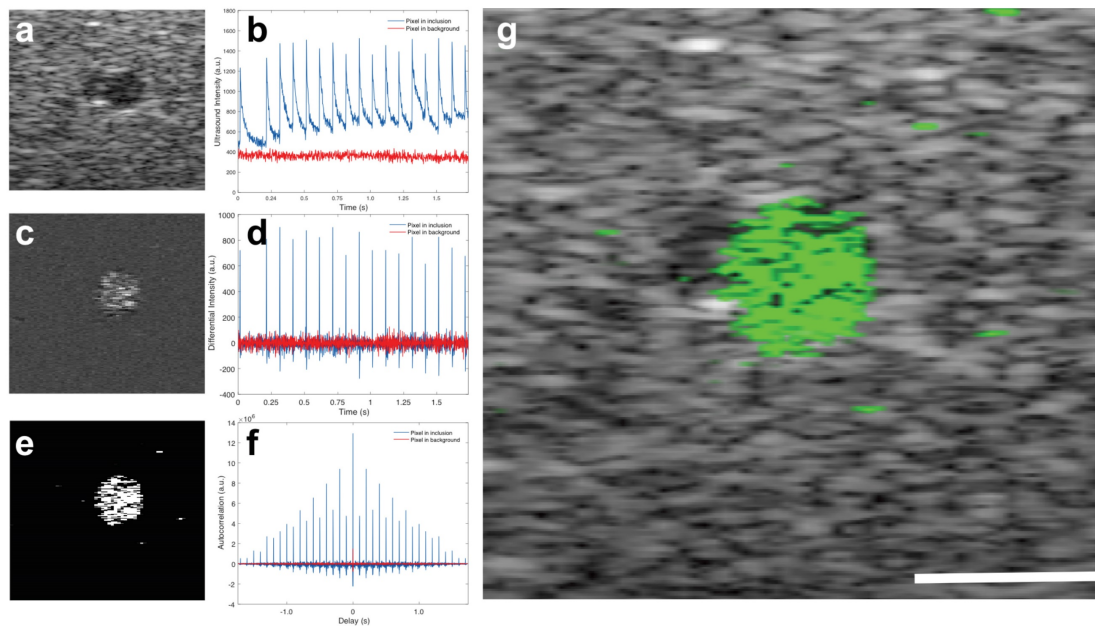 a
b
1800
1600
1400
1200
1000
800
600
400
200
0
Ultrasound Intensity (a.u.)
Pixel in inclusion
Pixel in background
0 0.24 0.5 0.75 1.0 1.25 1.5
Time (s)
c
d
1000
800
600
400
200
0
-200
-400
Differential Intensity (a.u.)
Pixel in inclusion
Pixel in background
0 0.25 0.5 0.75 1 1.25 1.5
Time (s)
e
f
×10⁶
14
12
10
8
6
4
2
0
-2
-4
Autocorrelation (a.u.)
Pixel in inclusion
Pixel in background
-1.0 0 1.0
Delay (s)
g